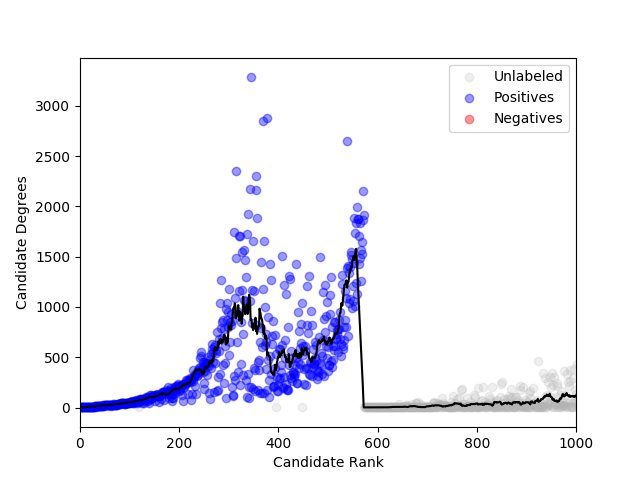 Unlabeled
Positives
Negatives
3000
2500
2000
1500
1000
500
0
Candidate Degrees
0 200 400 600 800 1000
Candidate Rank